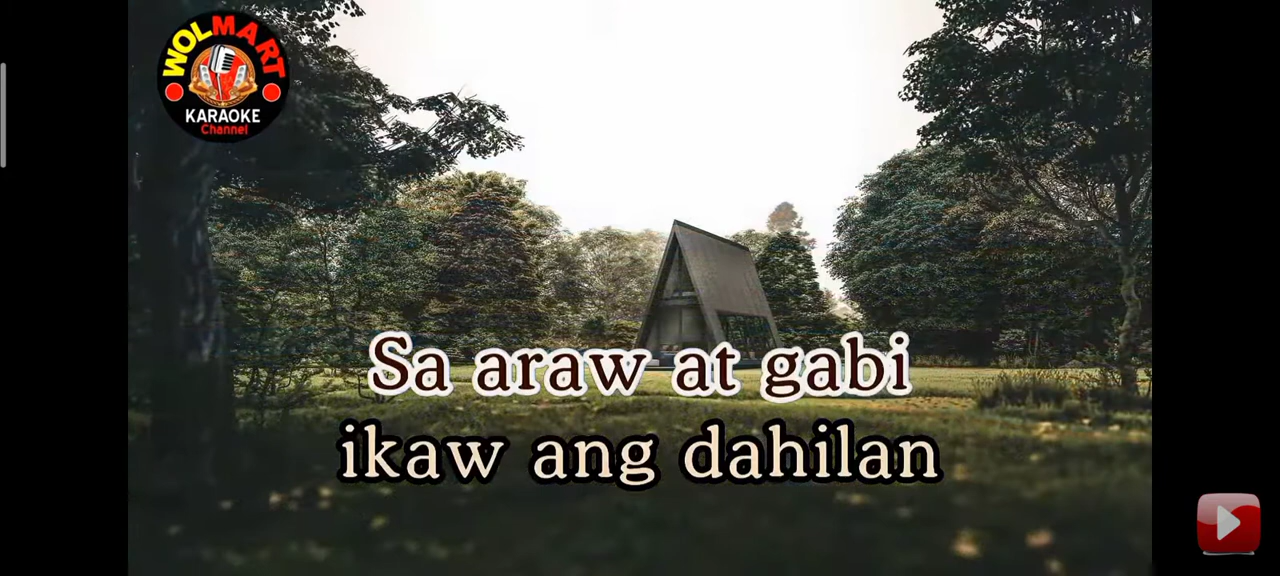 WOLMART
KARAOKE
Channel
Sa araw at gabi
ikaw ang dahilan